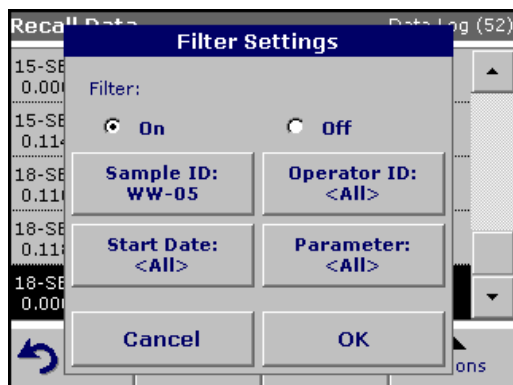 Recall Data
Data Log (52)
Filter Settings
15-SE
0.00
Filter:
15-SE
On
Off
0.114
18-SE
Sample ID:
Operator ID:
0.11
WW-05
<All>
18-SE
Start Date:
Parameter:
0.118
<All>
<All>
18-SE
0.00
Cancel
OK
ons